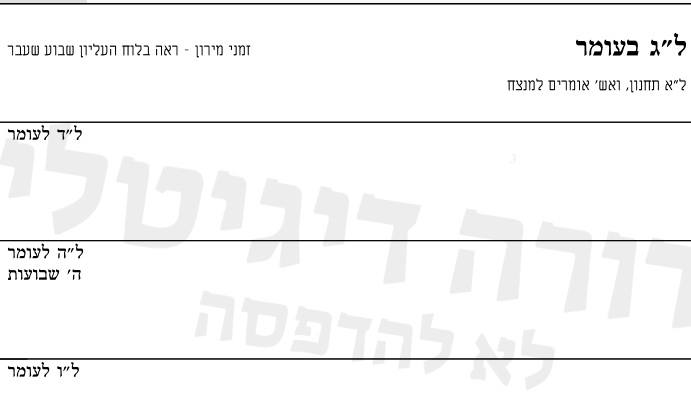 ל״ג בעומר
זמני מירון - ראה בלוח העליון שבוע שעבר
ל״א תחנון, ואש׳ אומרים למנצח
ל״ד לעומר
3.
ל״ה לעומר
ה׳ שבועות
ל״ו לעומר
דורה דיגיטלי
לא להדפסה